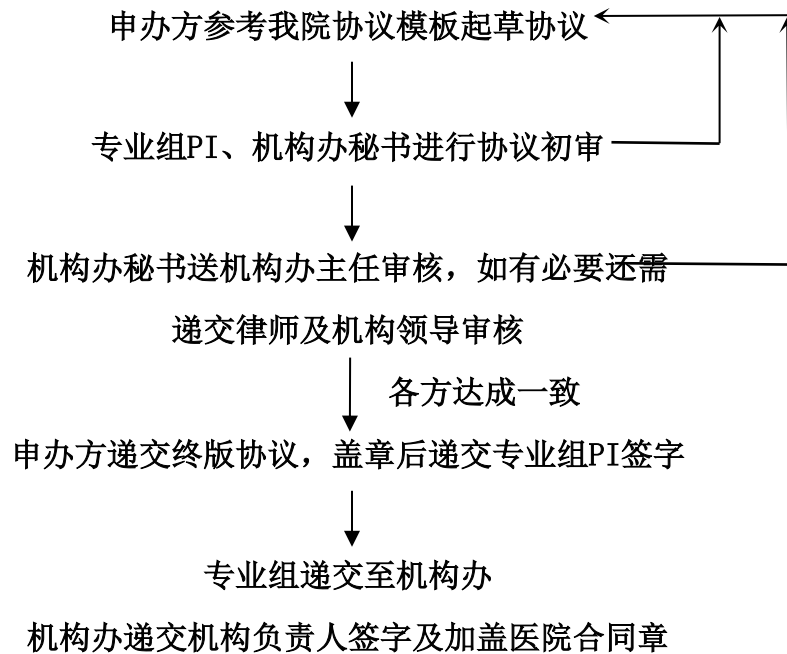 申办方参考我院协议模板起草协议
专业组PI、机构办秘书进行协议初审
机构办秘书送机构办主任审核，如有必要还需
递交律师及机构领导审核
各方达成一致
申办方递交终版协议，盖章后递交专业组PI签字
专业组递交至机构办
机构办递交机构负责人签字及加盖医院合同章